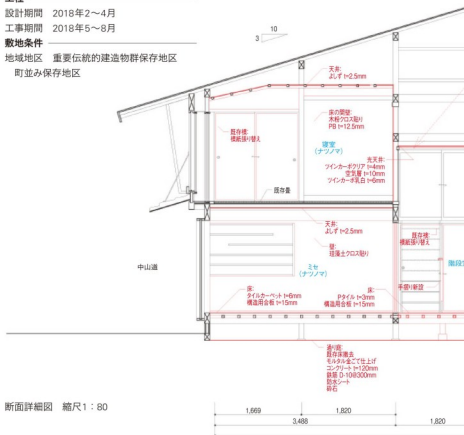 設計期間　2018年2〜4月
工事期間　2018年5〜8月
敷地条件
地域地区　重要伝統的建造物群保存地区
町並み保存地区
10
3
天井:
よしず t=2.5mm
床の間壁:
木粉クロス貼り
PB t=12.5mm
既存襖:
襖紙張り替え
寝室
(ナツノマ)
光天井:
ツインカーボクリア t=4mm
空気層 t=10mm
ツインカーボ乳白 t=6mm
既存畳
天井:
よしず t=2.5mm
壁:
珪藻土クロス貼り
既存襖:
襖紙張り替え
ミセ
(ナツノマ)
階段室
中山道
手摺り新設
床:
タイルカーペット t=6mm
構造用合板 t=15mm
床:
Pタイル t=3mm
構造用合板 t=15mm
通り庭:
既存床撤去
モルタル金ごて仕上げ
コンクリート t=120mm
鉄筋 D-10@300mm
防水シート
砕石
断面詳細図　縮尺1：80
1,669
1,820
3,488
1,820